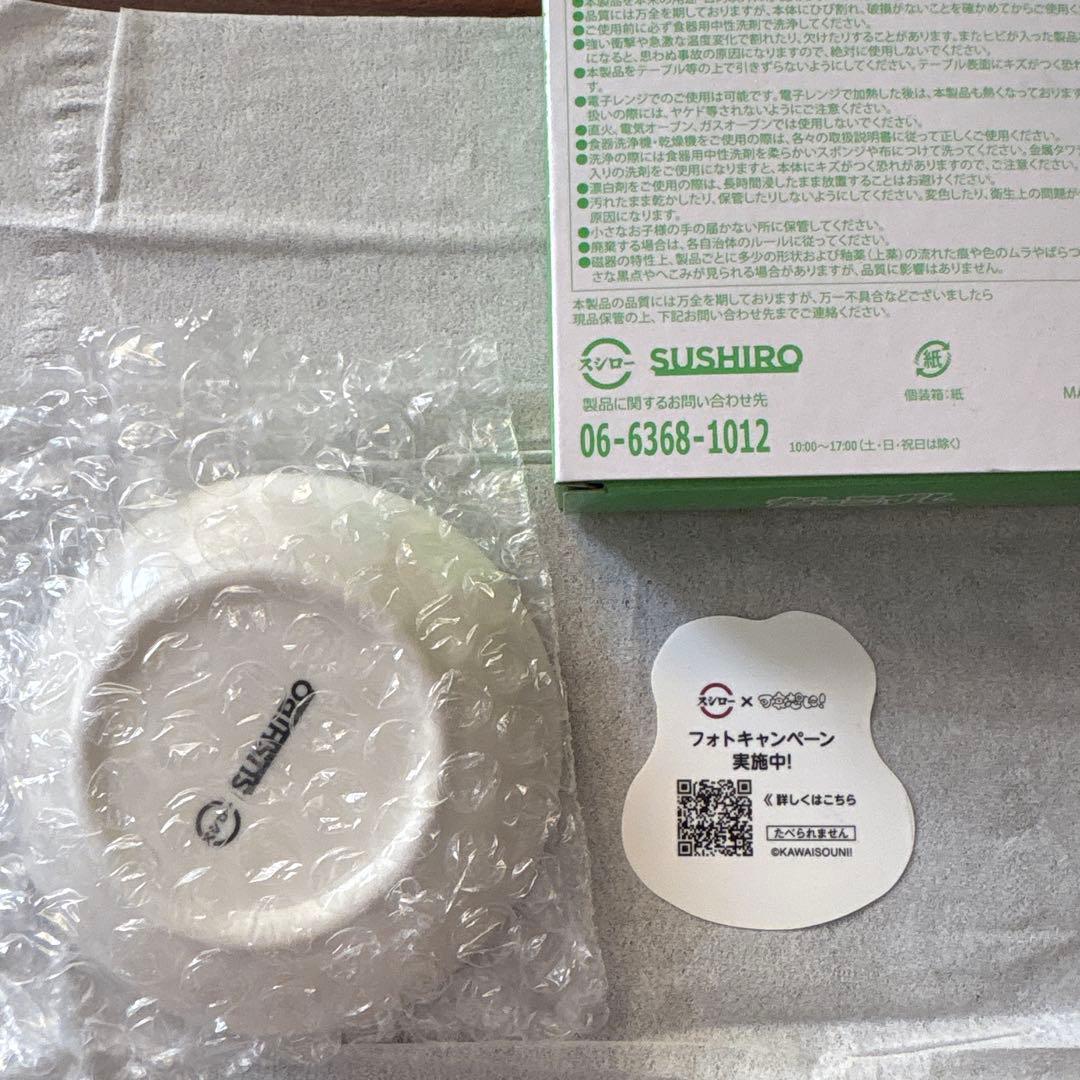 ●品質には万全を期しておりますが、本体にひび割れ、破損がないことを確かめてからご使用く
●ご使用前に必ず食器用中性洗剤で洗浄してください。
●強い衝撃や急激な温度変化で割れたり、欠けたりすることがあります。またヒビが入った製品
になると、思わぬ事故の原因になりますので、絶対に使用しないでください。
●本製品をテーブル等の上で引きずらないようにしてください。テーブル表面にキズがつく恐れ
す。
●電子レンジでのご使用は可能です。電子レンジで加熱した後は、本製品も熱くなっております
扱いの際には、ヤケド等されないようにご注意ください。
●直火、電気オーブン、ガスオーブンでは使用しないでください。
●食器洗浄機・乾燥機をご使用の際は、各々の取扱説明書に従って正しくご使用ください。
●洗浄の際には食器用中性洗剤を柔らかいスポンジや布につけて洗ってください。金属タワ
入りの洗剤をご使用になりますと、本体にキズがつく恐れがありますので、ご注意ください。
●漂白剤をご使用の際は、長時間浸したまま放置することはお避けください。
●汚れたまま乾かしたり、保管したりしないようにしてください。変色したり、衛生上の問題が
原因になります。
●小さなお子様の手の届かない所に保管してください。
●廃棄する場合は、各自治体のルールに従ってください。
●磁器の特性上、製品ごとに多少の形状および釉薬(上薬)の流れた痕や色のムラやばらつ
さな黒点やへこみが見られる場合がありますが、品質に影響はありません。
本製品の品質には万全を期しておりますが、万一不具合などございましたら
現品保管の上、下記お問い合わせ先までご連絡ください。
スシロー SUSHIRO
紙
個装箱:紙
MA
製品に関するお問い合わせ先
06-6368-1012 10:00〜17:00(土・日・祝日は除く)
スシロー SUSHIRO
スシロー×可哀想に!
フォトキャンペーン
実施中!
《詳しくはこちら
たべられません
©KAWAISOUNI!